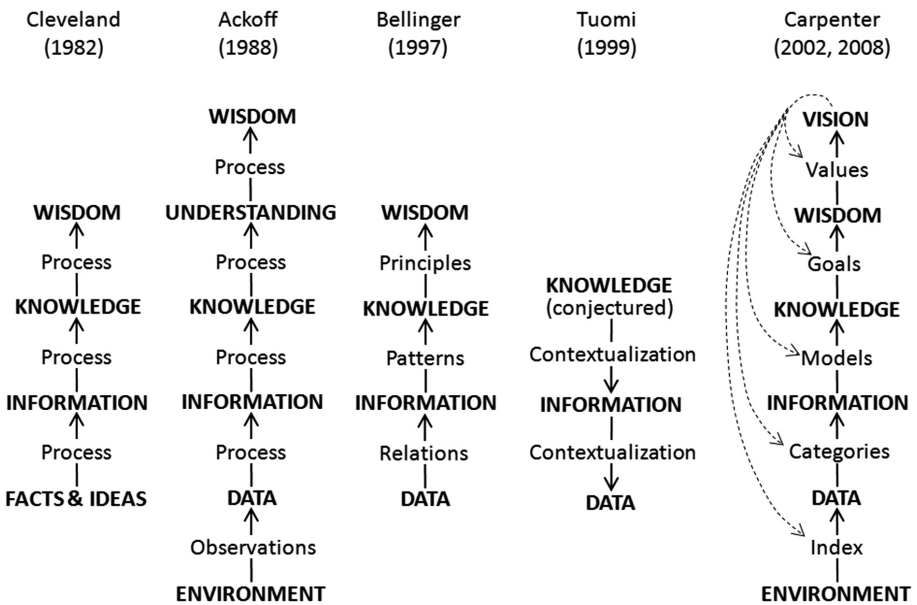 Cleveland
(1982)
WISDOM
Process
KNOWLEDGE
Process
INFORMATION
Process
FACTS & IDEAS
Ackoff
(1988)
WISDOM
Process
UNDERSTANDING
Process
KNOWLEDGE
Process
INFORMATION
Process
DATA
Observations
ENVIRONMENT
Bellinger
(1997)
WISDOM
Principles
KNOWLEDGE
Patterns
INFORMATION
Relations
DATA
Tuomi
(1999)
KNOWLEDGE
(conjectured)
Contextualization
INFORMATION
Contextualization
DATA
Carpenter
(2002, 2008)
VISION
Values
WISDOM
Goals
KNOWLEDGE
Models
INFORMATION
Categories
DATA
Index
ENVIRONMENT